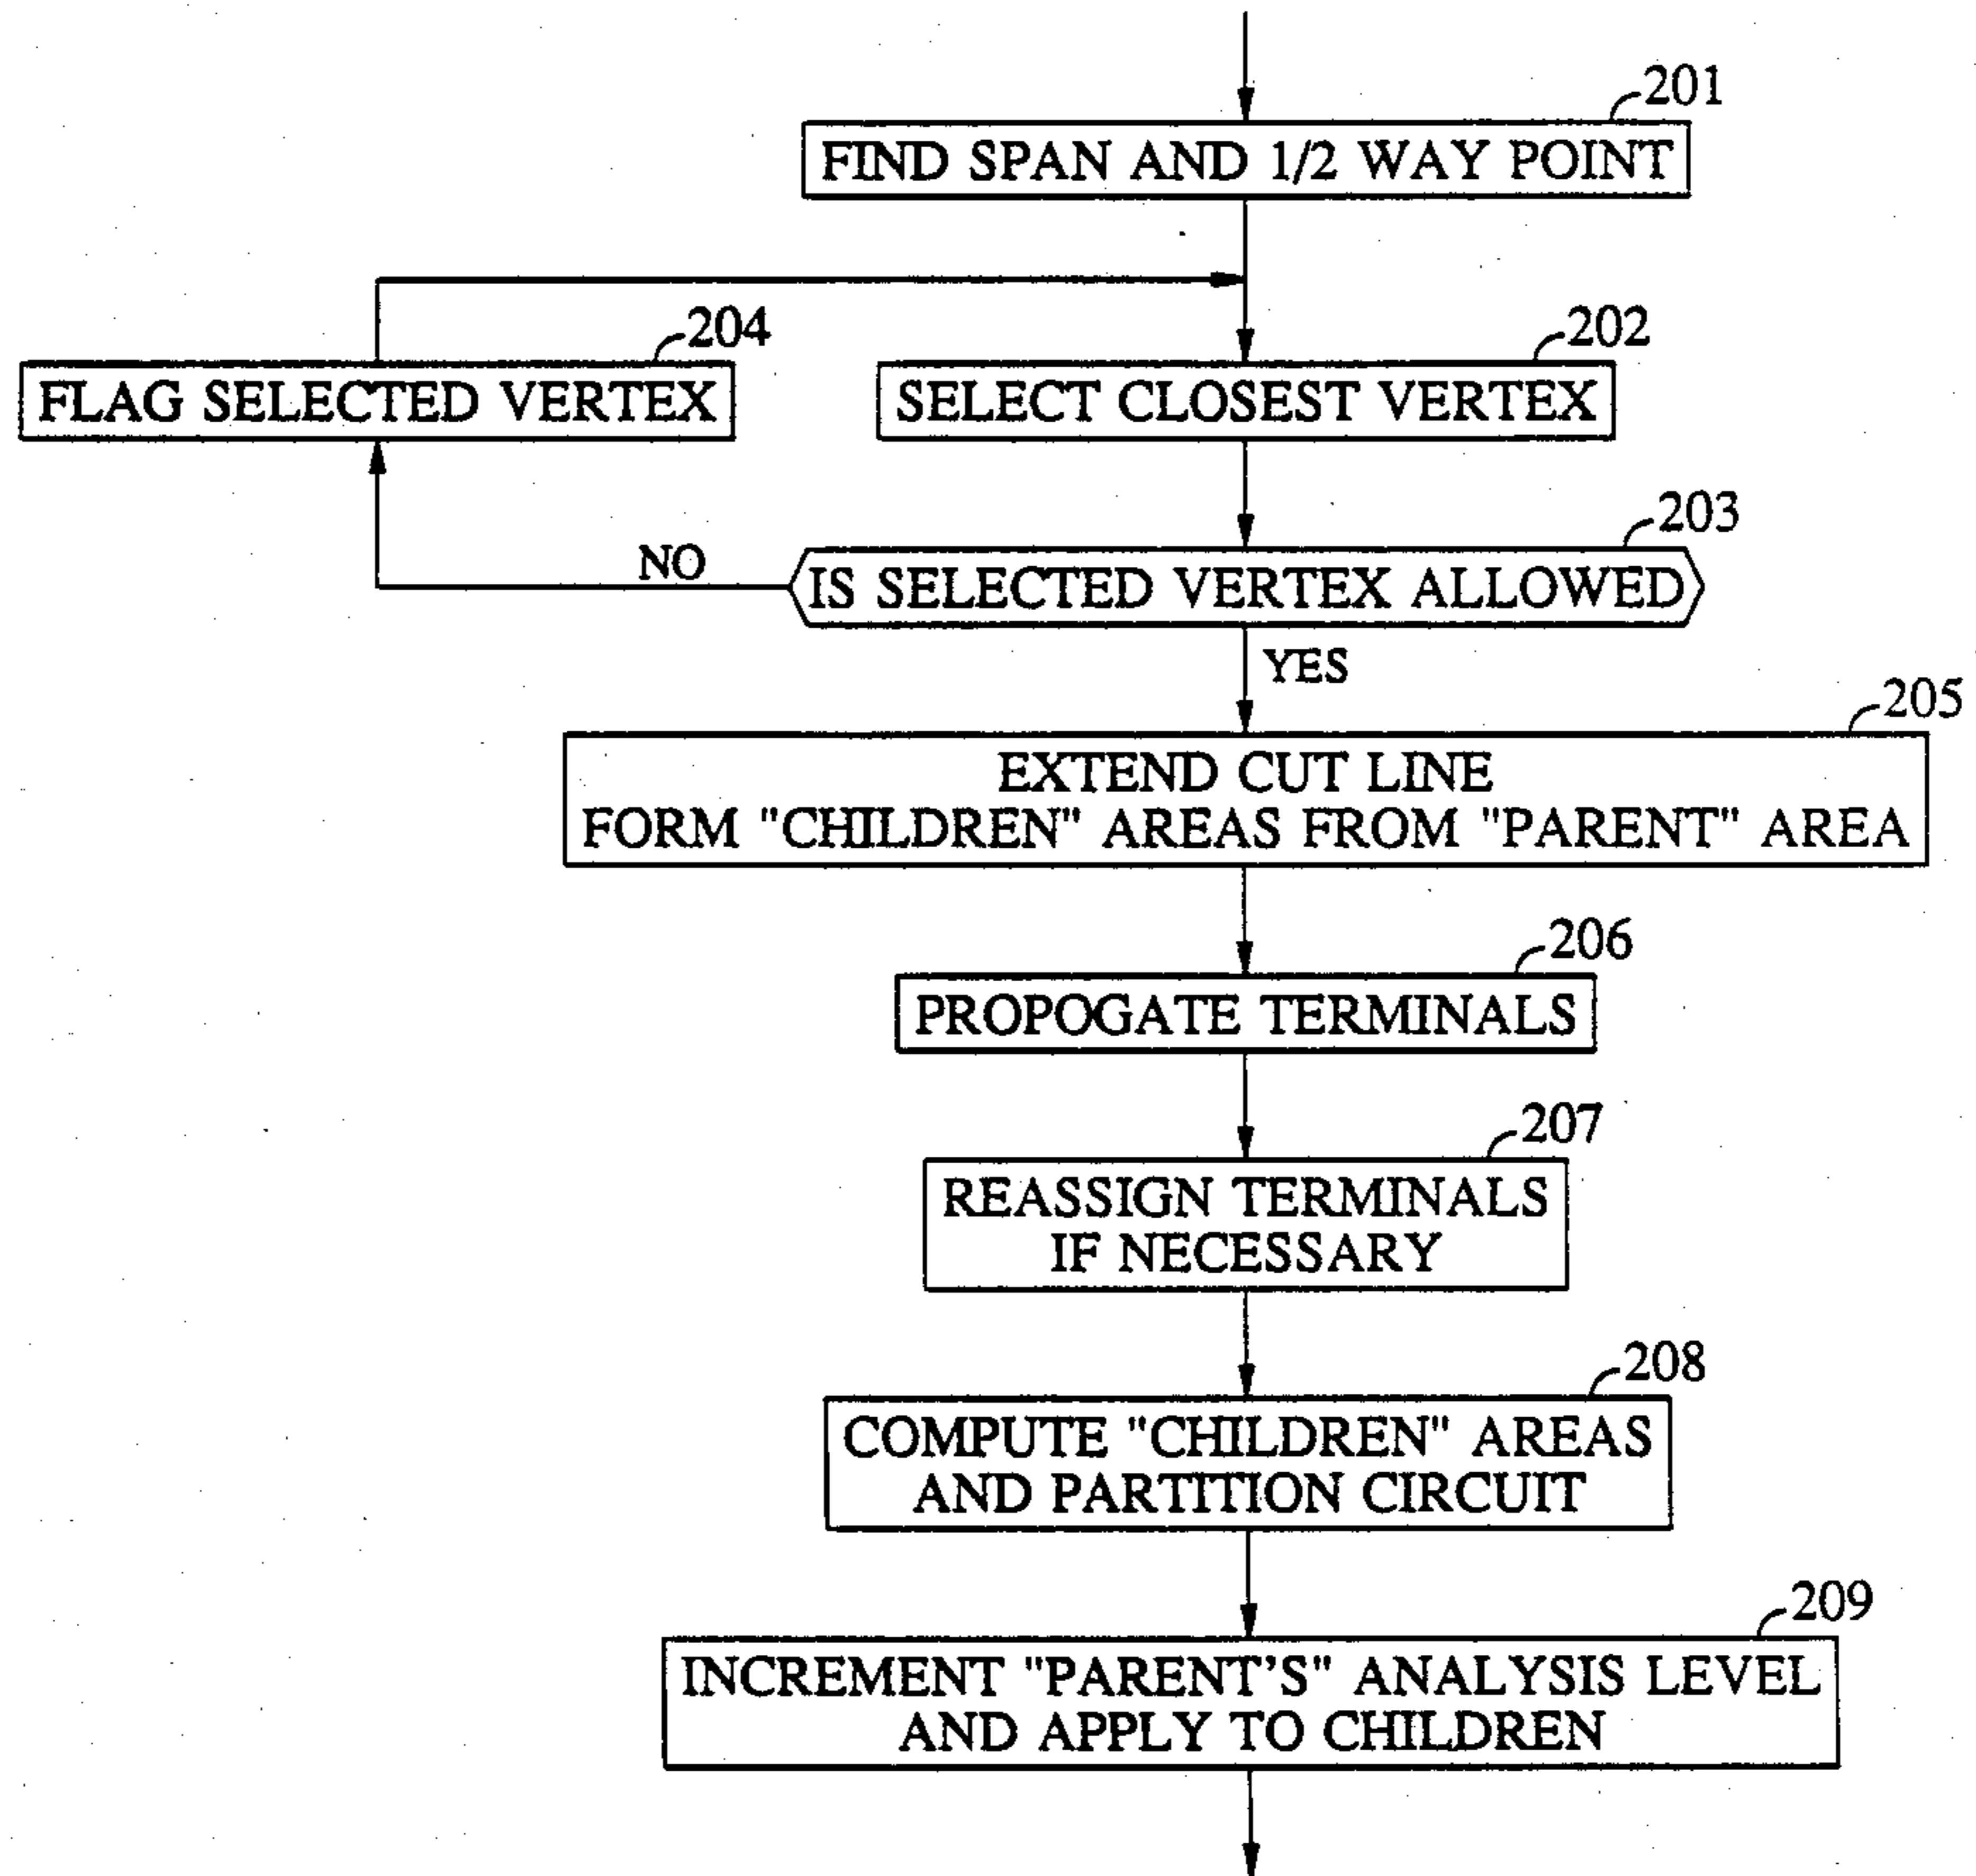 201
FIND SPAN AND 1/2 WAY POINT
204
FLAG SELECTED VERTEX
202
SELECT CLOSEST VERTEX
203
NO
IS SELECTED VERTEX ALLOWED
YES
205
EXTEND CUT LINE
FORM "CHILDREN" AREAS FROM "PARENT" AREA
206
PROPOGATE TERMINALS
207
REASSIGN TERMINALS
IF NECESSARY
208
COMPUTE "CHILDREN" AREAS
AND PARTITION CIRCUIT
209
INCREMENT "PARENT'S" ANALYSIS LEVEL
AND APPLY TO CHILDREN